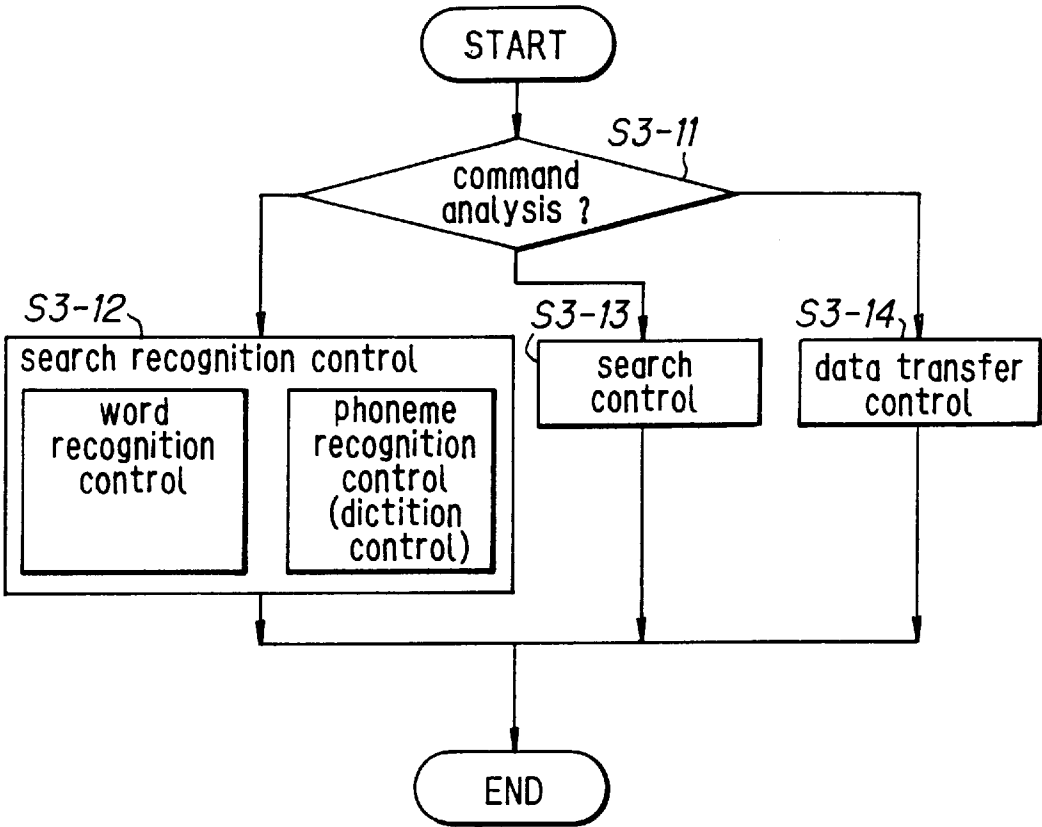 START
S3-11
command
analysis ?
S3-12
search recognition control
word
recognition
control
phoneme
recognition
control
(dictition
control)
S3-13
search
control
S3-14
data transfer
control
END